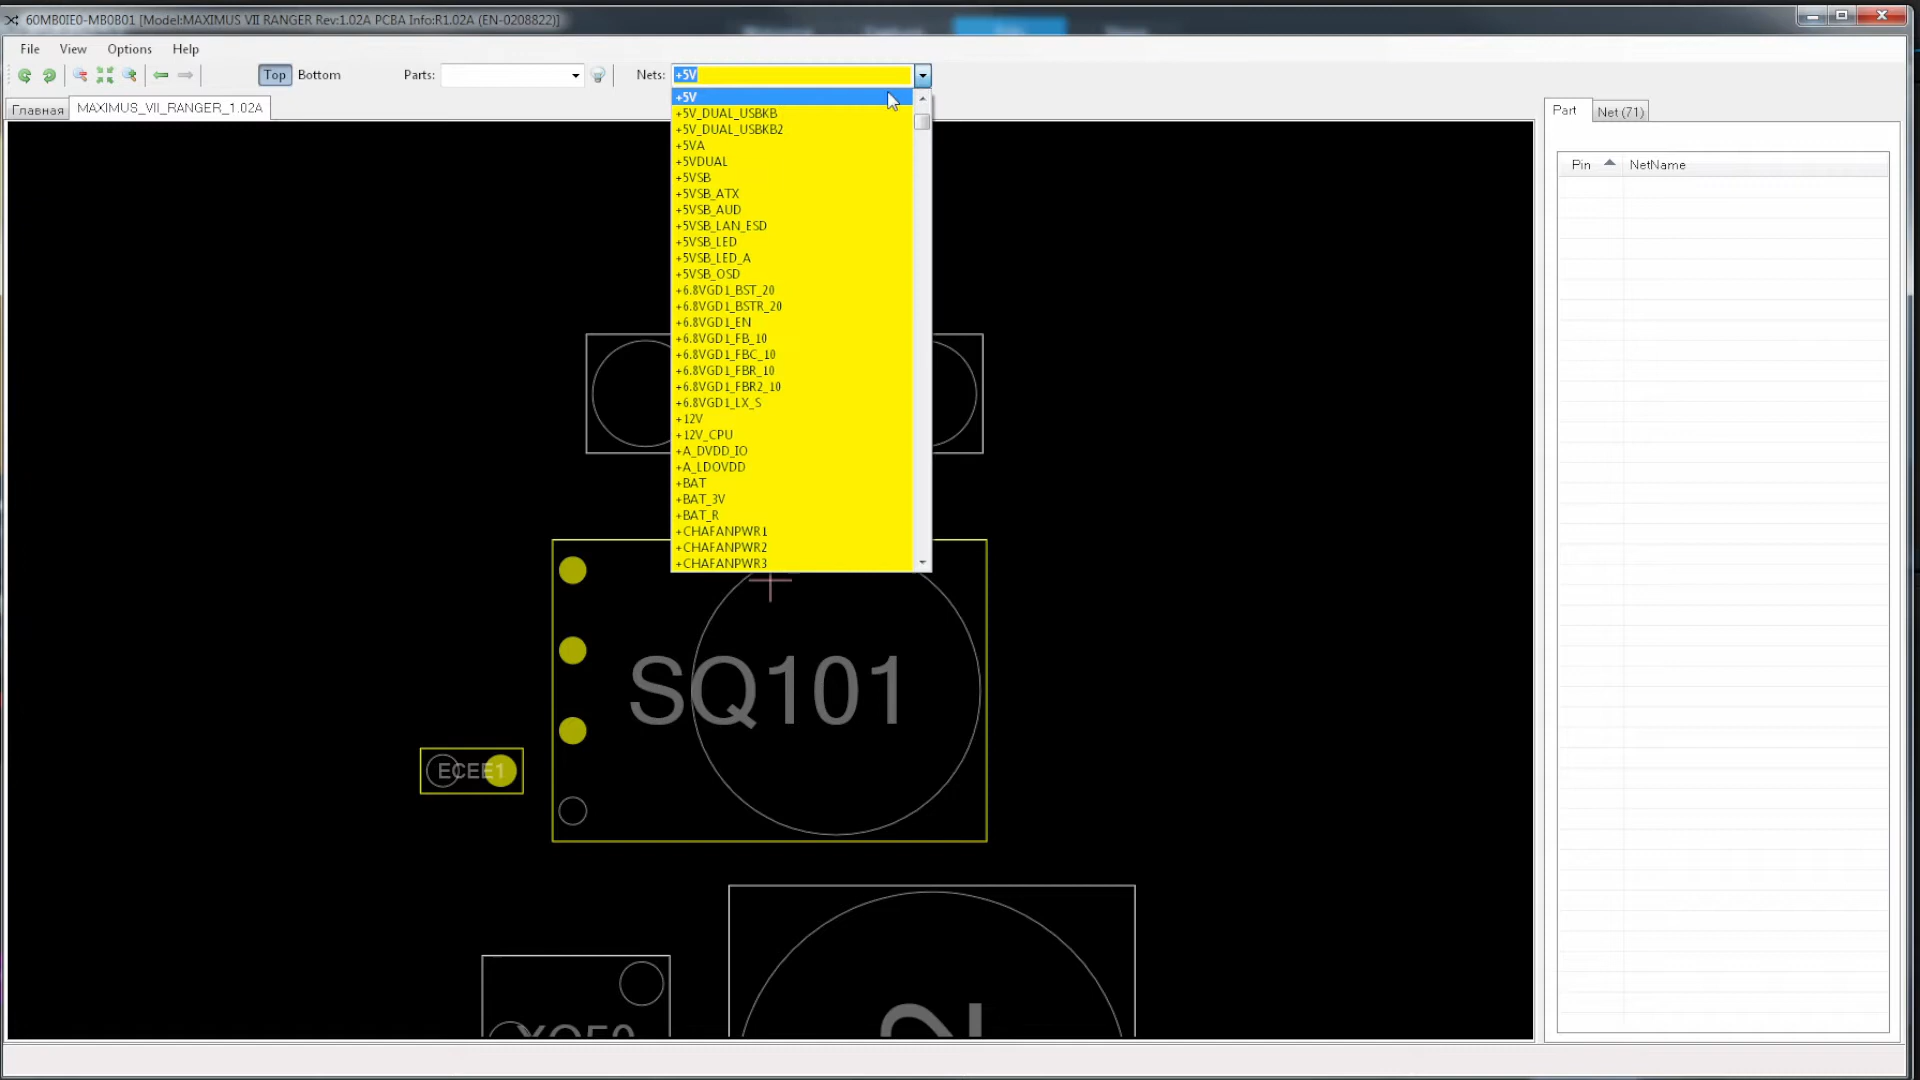 60MB0IE0-MB0B01 [Model:MAXIMUS VII RANGER Rev:1.02A PCBA Info:R1.02A (EN-0208822)]
File View Options Help
Top Bottom Parts: Nets: +5V
Главная MAXIMUS_VII_RANGER_1.02A
Part Net (71)
Pin NetName
+5V
+5V_DUAL_USBKB
+5V_DUAL_USBKB2
+5VA
+5VDUAL
+5VSB
+5VSB_ATX
+5VSB_AUD
+5VSB_LAN_ESD
+5VSB_LED
+5VSB_LED_A
+5VSB_OSD
+6.8VGD1_BST_20
+6.8VGD1_BSTR_20
+6.8VGD1_EN
+6.8VGD1_FB_10
+6.8VGD1_FBC_10
+6.8VGD1_FBR_10
+6.8VGD1_FBR2_10
+6.8VGD1_LX_S
+12V
+12V_CPU
+A_DVDD_IO
+A_LDOVDD
+BAT
+BAT_3V
+BAT_R
+CHAFANPWR1
+CHAFANPWR2
+CHAFANPWR3
SQ101
ECEE1